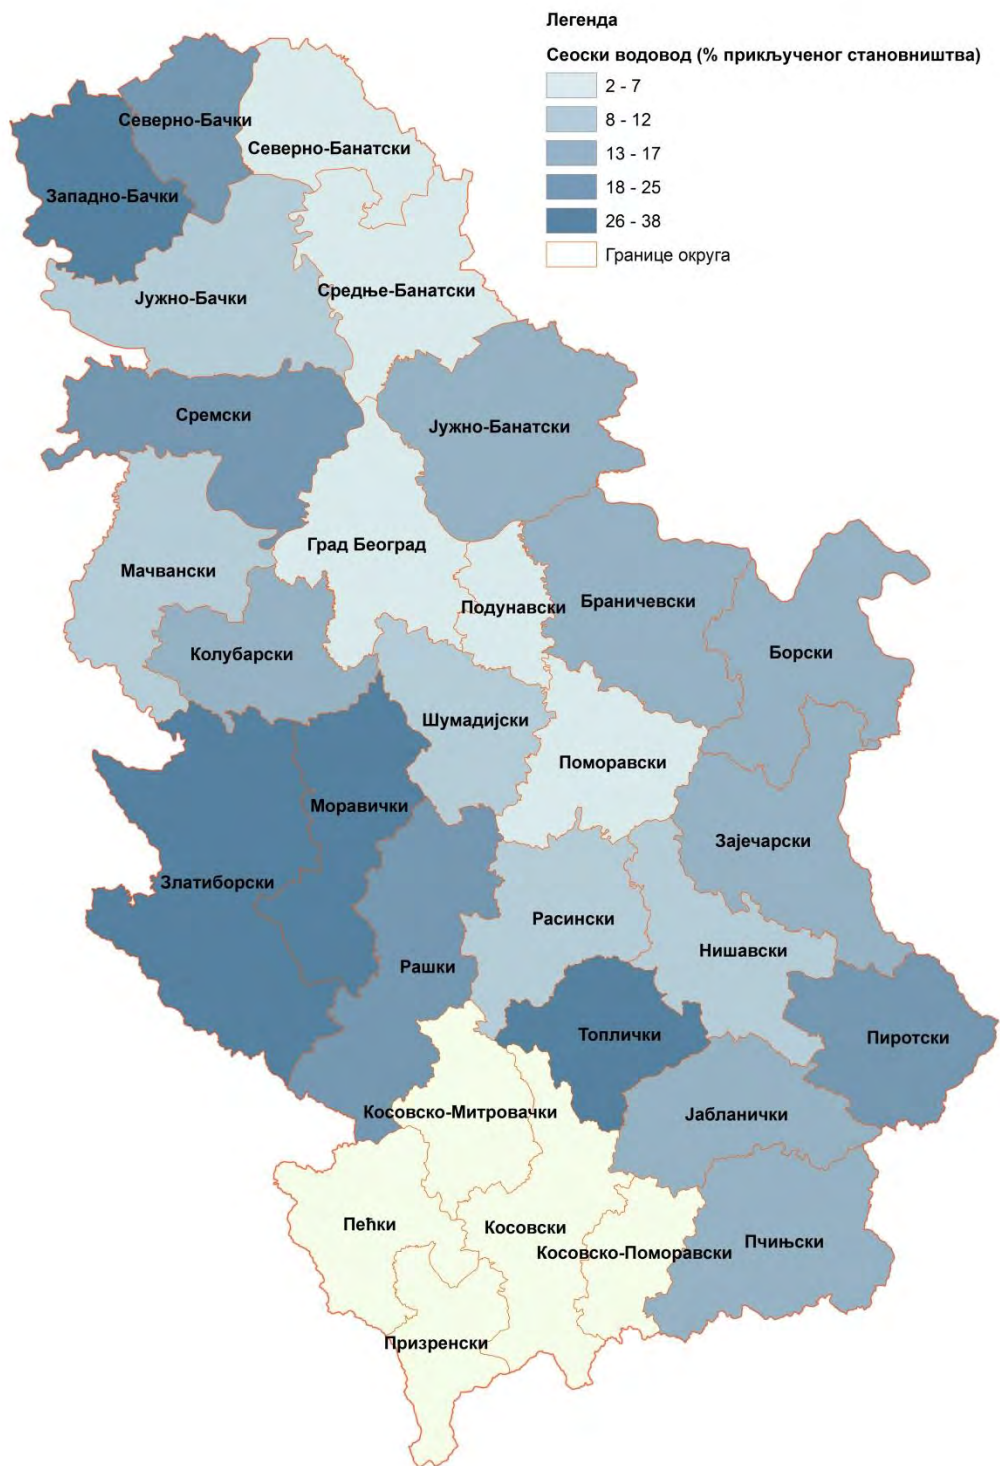 Легенда
Сеоски водовод (% прикљученог становништва)
2 - 7
8 - 12
13 - 17
18 - 25
26 - 38
Границе округа
Северно-Бачки
Северно-Банатски
Западно-Бачки
Јужно-Бачки
Средње-Банатски
Сремски
Јужно-Банатски
Град Београд
Мачвански
Подунавски
Браничевски
Колубарски
Борски
Шумадијски
Поморавски
Моравички
Зајечарски
Златиборски
Расински
Нишавски
Рашки
Топлички
Пиротски
Косовско-Митровачки
Јабланички
Пећки
Косовски
Косовско-Поморавски
Пчињски
Призренски